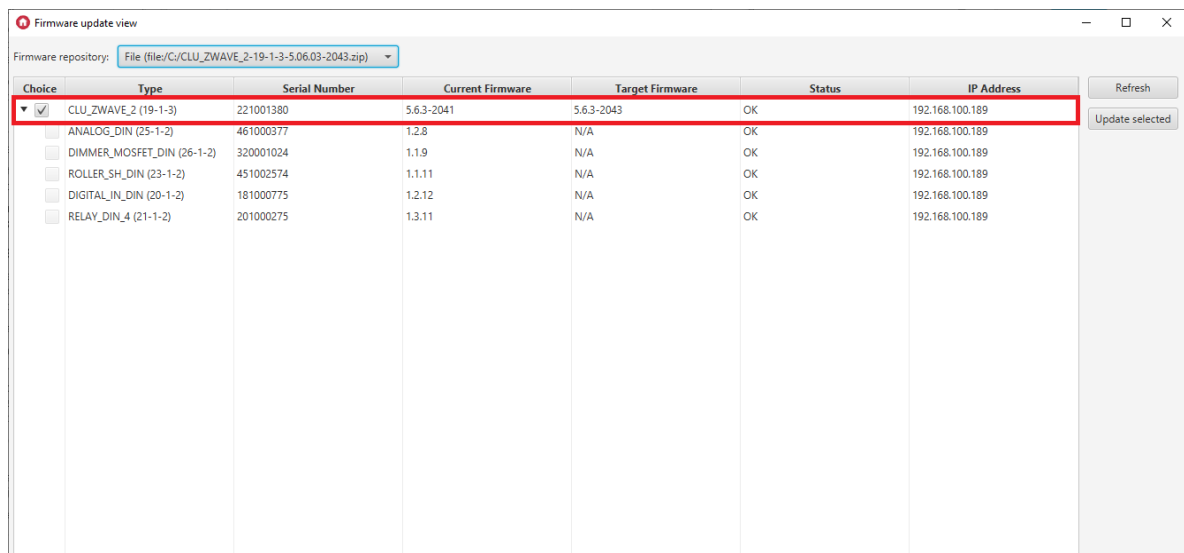 Firmware update view
Firmware repository: File (file:/C:/CLU_ZWAVE_2-19-1-3-5.06.03-2043.zip)
Choice Type Serial Number Current Firmware Target Firmware Status IP Address Refresh
CLU_ZWAVE_2 (19-1-3) 221001380 5.6.3-2041 5.6.3-2043 OK 192.168.100.189 Update selected
ANALOG_DIN (25-1-2) 461000377 1.2.8 N/A OK 192.168.100.189
DIMMER_MOSFET_DIN (26-1-2) 320001024 1.1.9 N/A OK 192.168.100.189
ROLLER_SH_DIN (23-1-2) 451002574 1.1.11 N/A OK 192.168.100.189
DIGITAL_IN_DIN (20-1-2) 181000775 1.2.12 N/A OK 192.168.100.189
RELAY_DIN_4 (21-1-2) 201000275 1.3.11 N/A OK 192.168.100.189